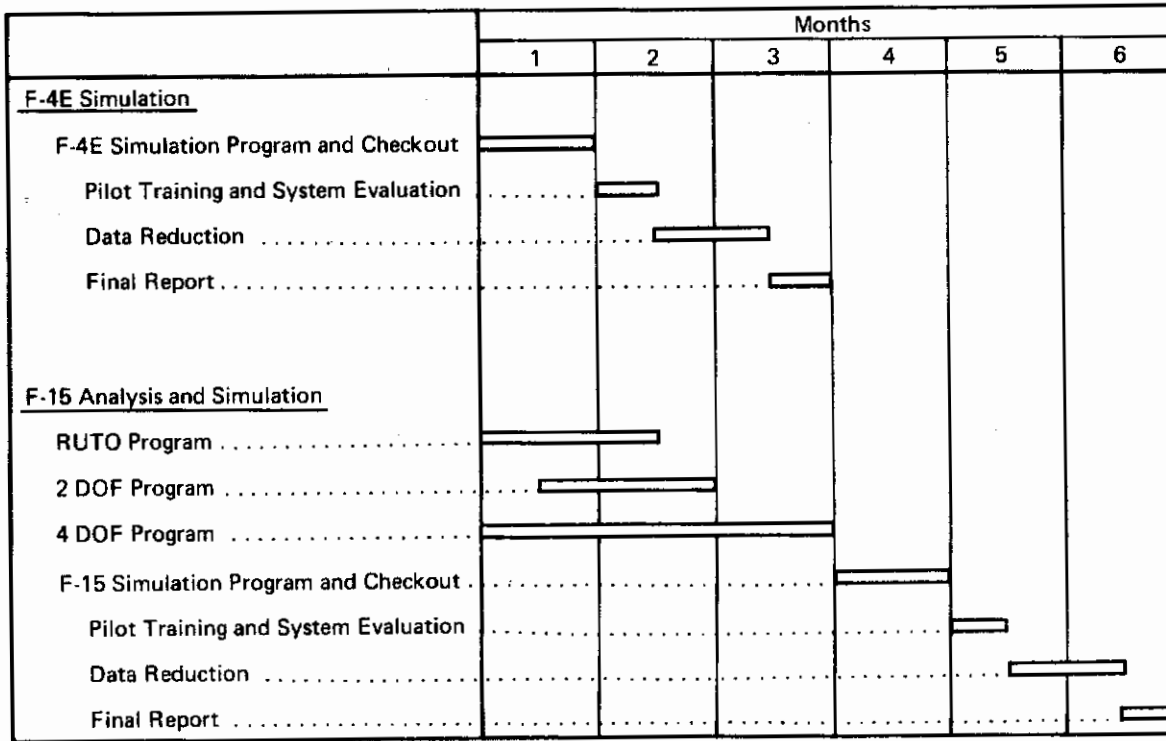 Months
1 2 3 4 5 6
F-4E Simulation
F-4E Simulation Program and Checkout
Pilot Training and System Evaluation
Data Reduction
Final Report
F-15 Analysis and Simulation
RUTO Program
2 DOF Program
4 DOF Program
F-15 Simulation Program and Checkout
Pilot Training and System Evaluation
Data Reduction
Final Report